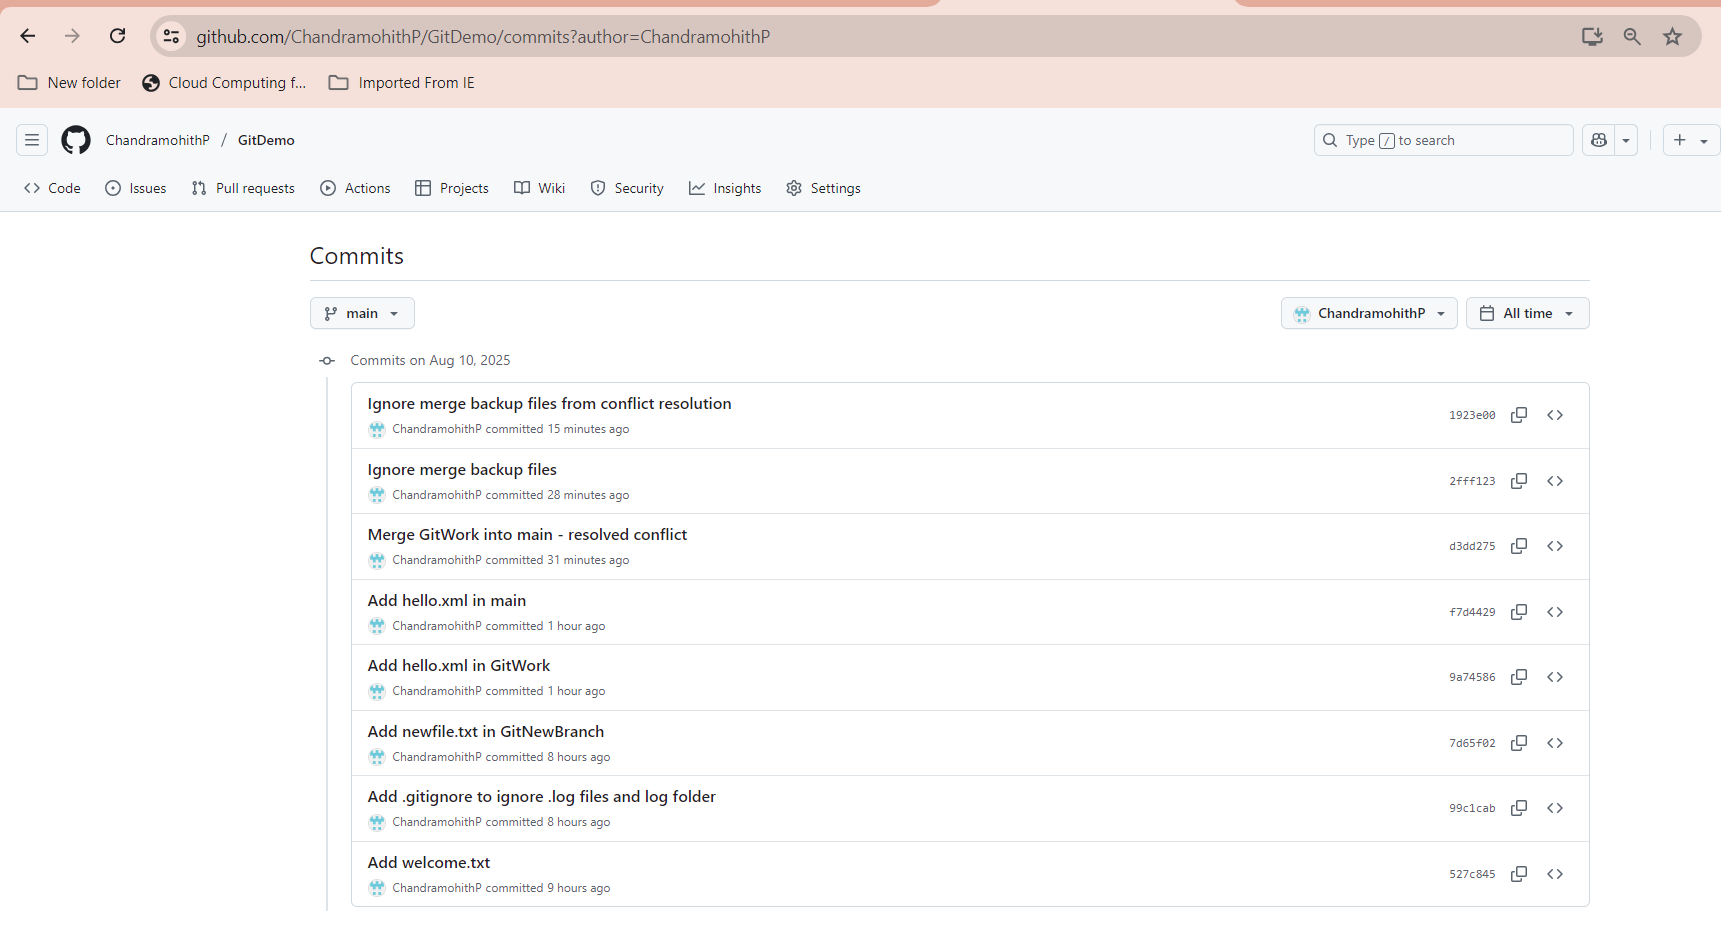 github.com/ChandramohithP/GitDemo/commits?author=ChandramohithP
New folder Cloud Computing f... Imported From IE
ChandramohithP / GitDemo Type / to search
Code Issues Pull requests Actions Projects Wiki Security Insights Settings
Commits
main ChandramohithP All time
Commits on Aug 10, 2025
Ignore merge backup files from conflict resolution
ChandramohithP committed 15 minutes ago 1923e00
Ignore merge backup files
ChandramohithP committed 28 minutes ago 2fff123
Merge GitWork into main - resolved conflict
ChandramohithP committed 31 minutes ago d3dd275
Add hello.xml in main
ChandramohithP committed 1 hour ago f7d4429
Add hello.xml in GitWork
ChandramohithP committed 1 hour ago 9a74586
Add newfile.txt in GitNewBranch
ChandramohithP committed 8 hours ago 7d65f02
Add .gitignore to ignore .log files and log folder
ChandramohithP committed 8 hours ago 99c1cab
Add welcome.txt
ChandramohithP committed 9 hours ago 527c845